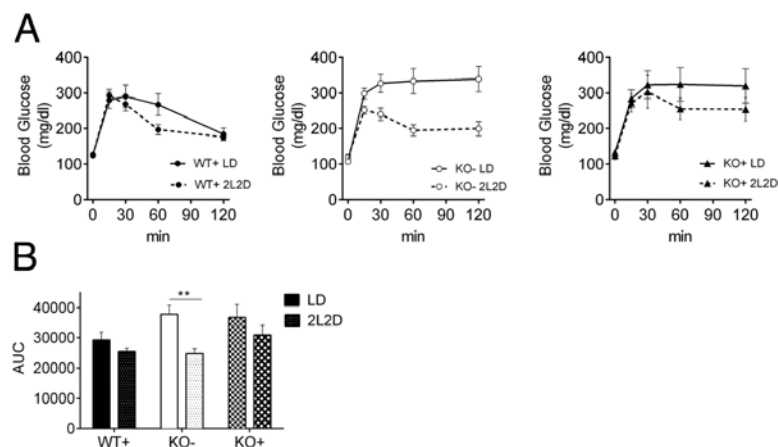 A
Blood Glucose
(mg/dl)
400
300
200
100
0
0
30
60
90
120
min
WT+ LD
WT+ 2L2D
Blood Glucose
(mg/dl)
400
300
200
100
0
0
30
60
90
120
min
KO- LD
KO- 2L2D
Blood Glucose
(mg/dl)
400
300
200
100
0
0
30
60
90
120
min
KO+ LD
KO+ 2L2D
B
AUC
40000
30000
20000
10000
0
**
LD
2L2D
WT+
KO-
KO+